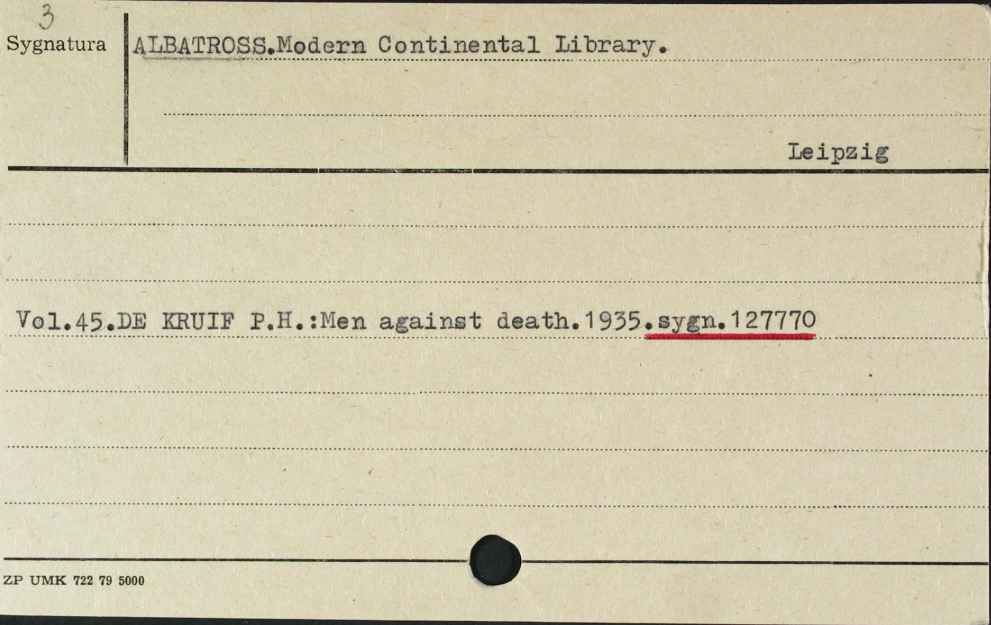 3
Sygnatura
ALBATROSS.Modern Continental Library.
Leipzig
Vol.45.DE KRUIF P.H.:Men against death.1935.sygn.127770
ZP UMK 722 79 5000